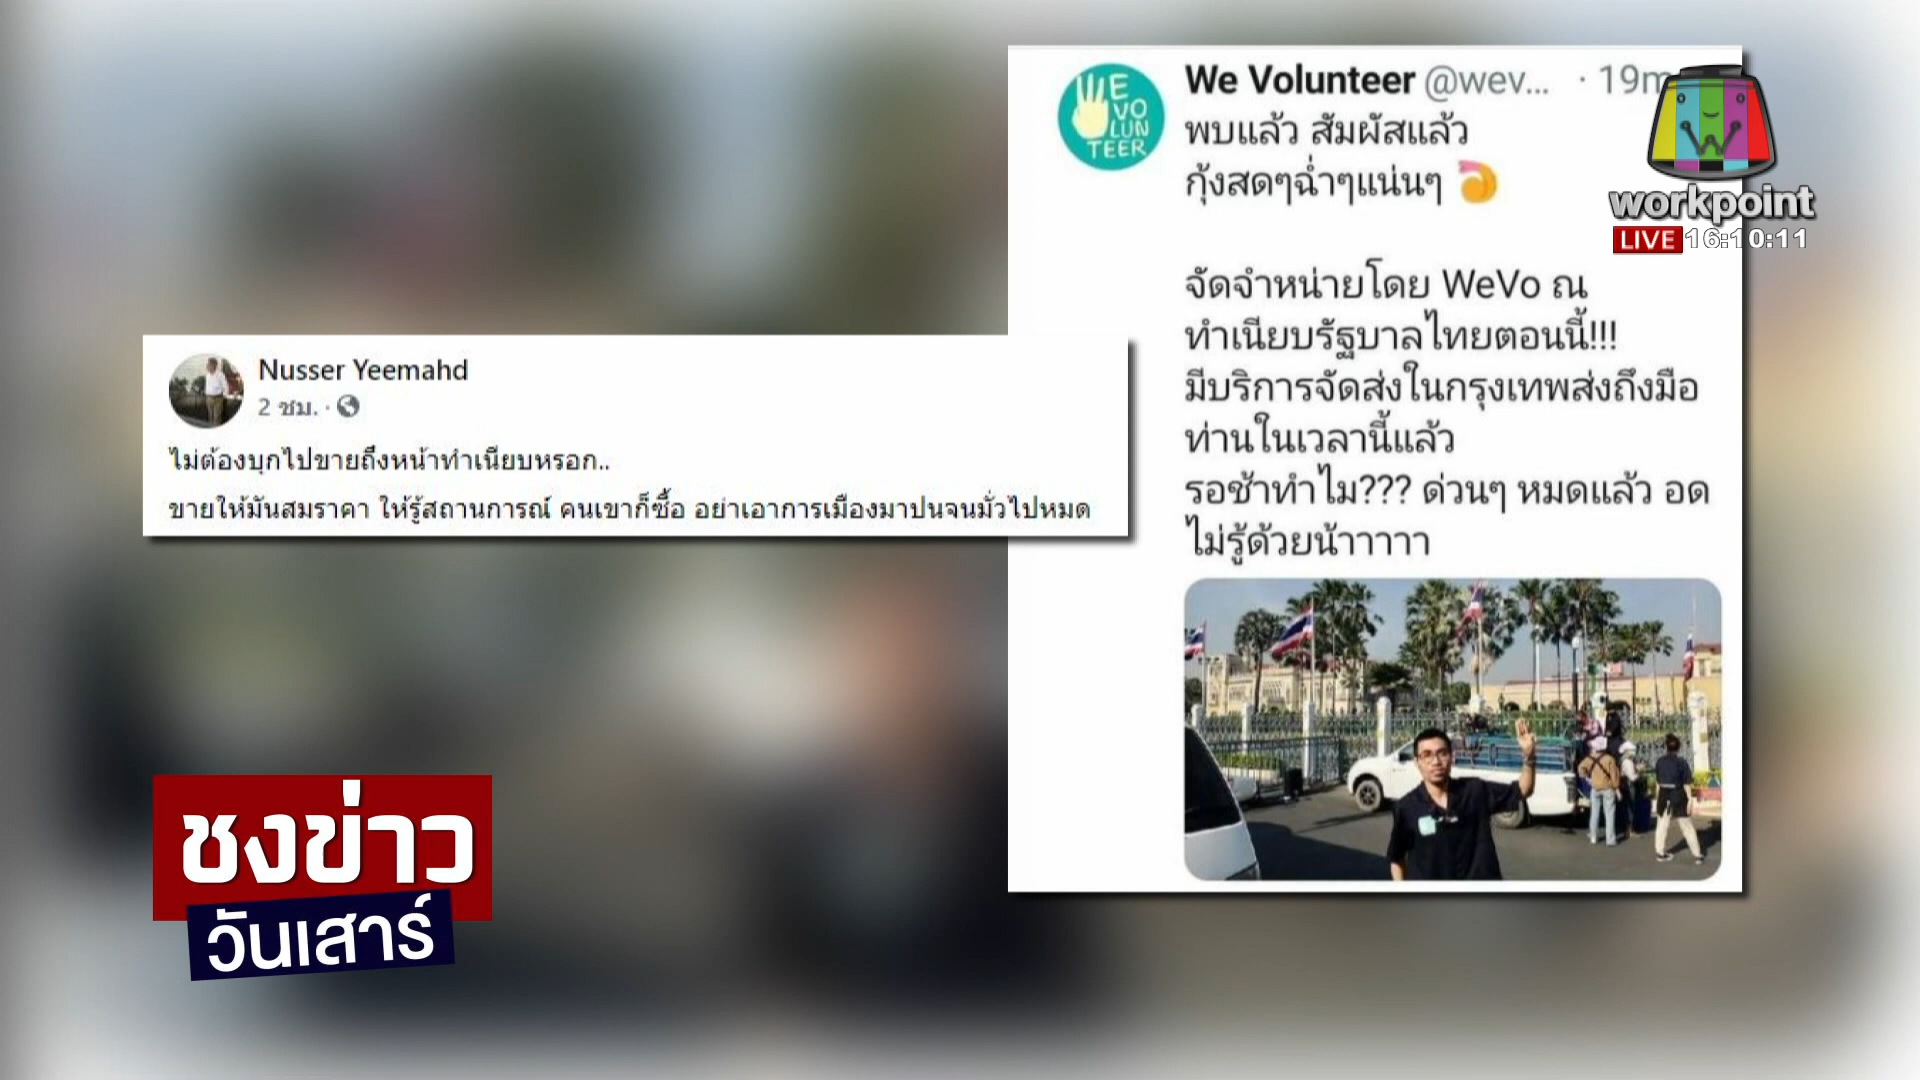 We Volunteer @wev... · 19m
พบแล้ว สัมผัสแล้ว
กุ้งสดๆฉ่ำๆแน่นๆ 🍤
จัดจำหน่ายโดย WeVo ณ
ทำเนียบรัฐบาลไทยตอนนี้!!!
มีบริการจัดส่งในกรุงเทพส่งถึงมือ
ท่านในเวลานี้แล้ว
รอช้าทำไม??? ด่วนๆ หมดแล้ว อด
ไม่รู้ด้วยน้าาาาา
WE
VO
LUN
TEER
workpoint
LIVE 16:10:11
Nusser Yeemahd
2 ชม. ·
ไม่ต้องบุกไปขายถึงหน้าทำเนียบหรอก..
ขายให้มันสมราคา ให้รู้สถานการณ์ คนเขาก็ซื้อ อย่าเอาการเมืองมาปนจนมั่วไปหมด
ชงข่าว
วันเสาร์